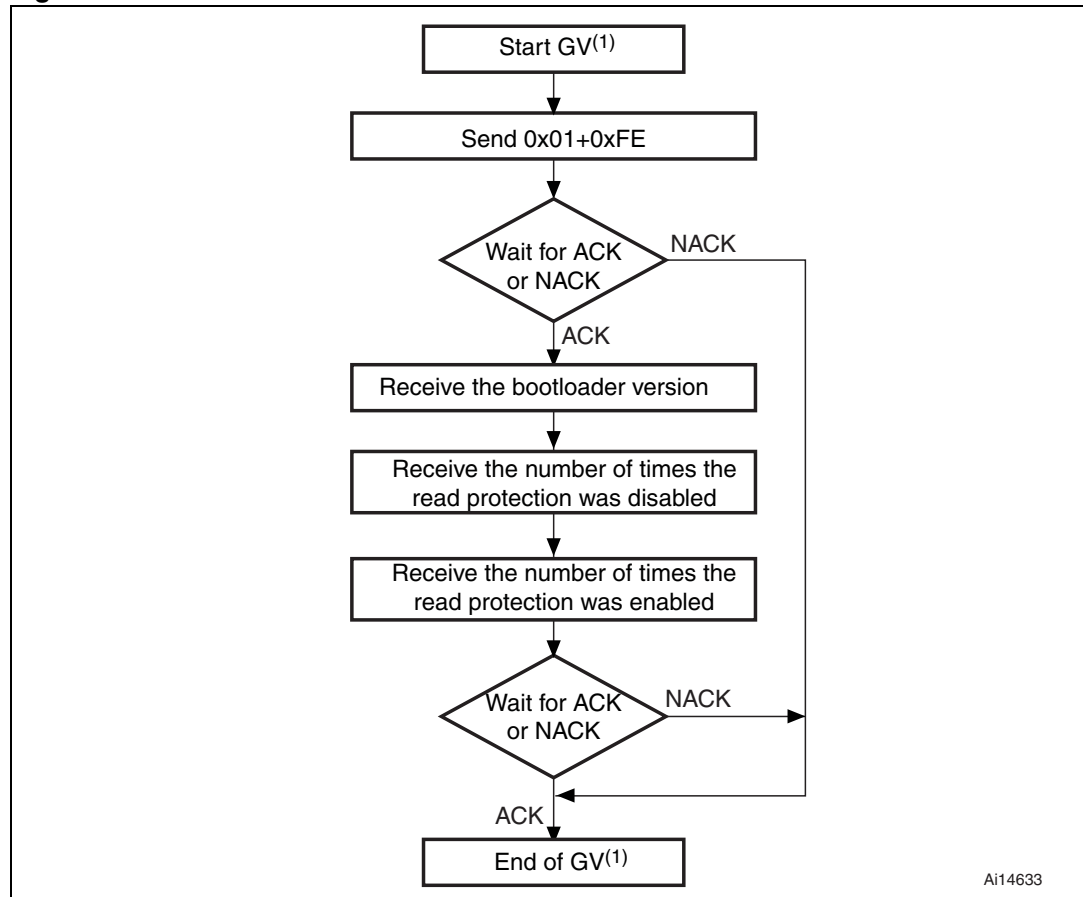 Start GV(1)
Send 0x01+0xFE
Wait for ACK
or NACK
NACK
ACK
Receive the bootloader version
Receive the number of times the
read protection was disabled
Receive the number of times the
read protection was enabled
Wait for ACK
or NACK
NACK
ACK
End of GV(1)
Ai14633